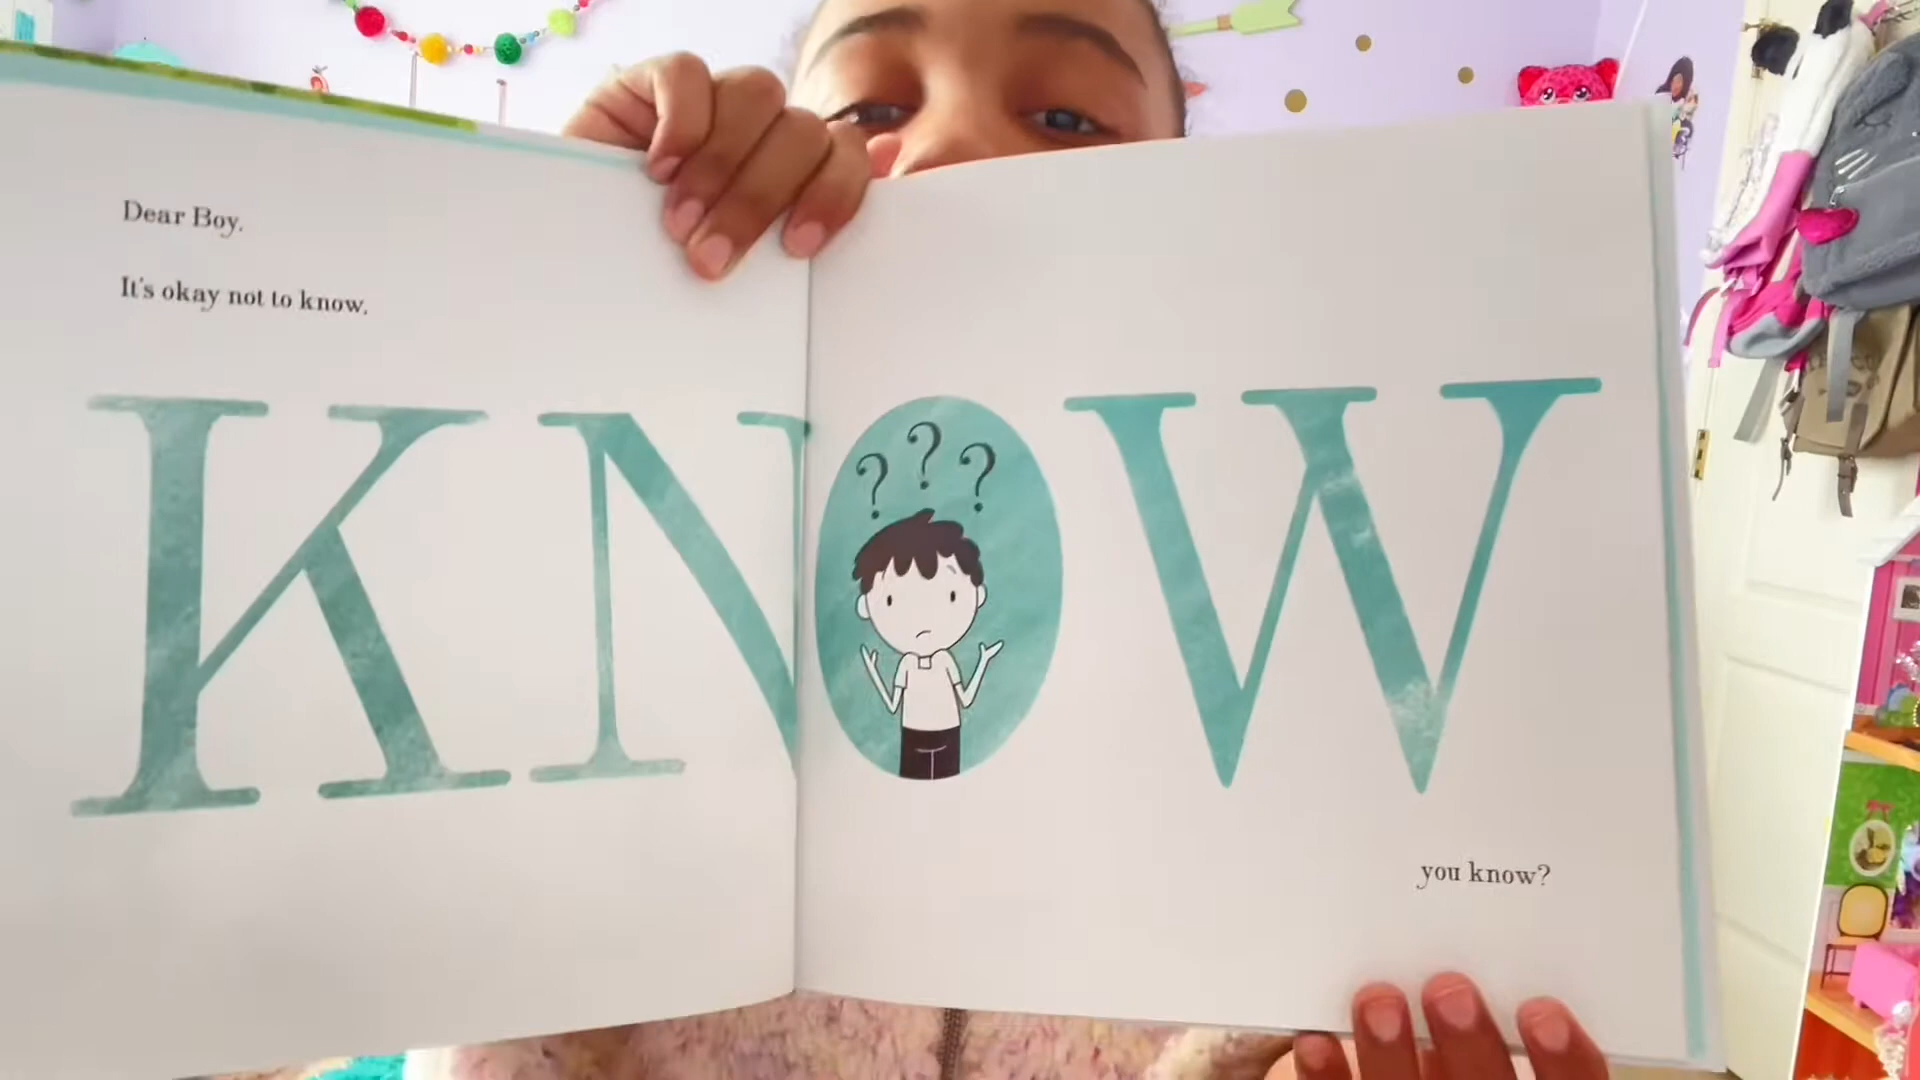 Dear Boy,
It's okay not to know,
KNOW
? ? ?
you know?